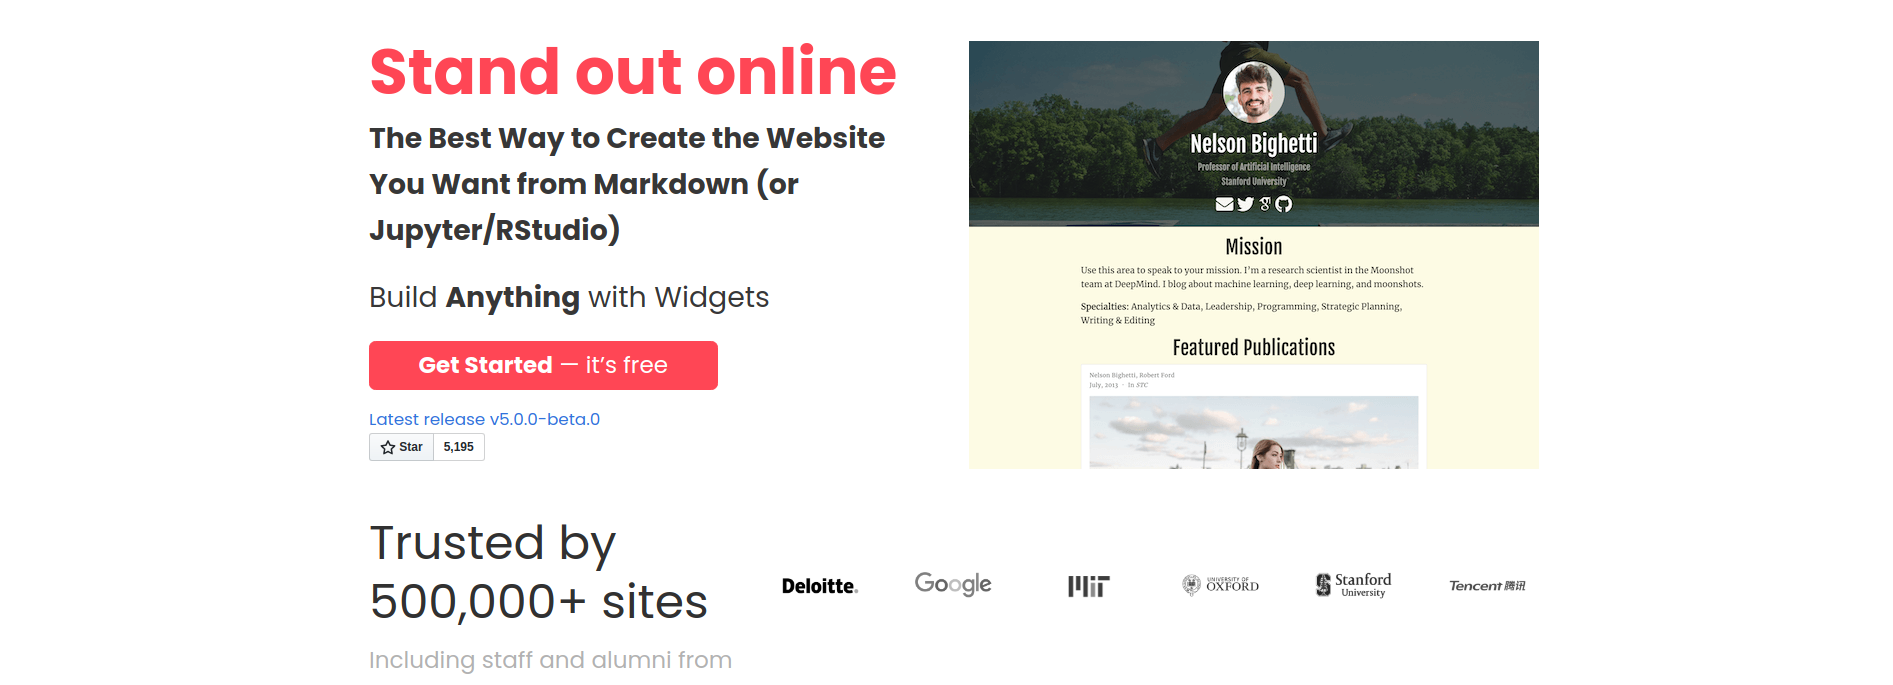 Stand out online
The Best Way to Create the Website
You Want from Markdown (or
Jupyter/RStudio)
Build Anything with Widgets
Get Started — it's free
Latest release v5.0.0-beta.0
Star 5,195
Nelson Bighetti
Professor of Artificial Intelligence
Stanford University
Mission
Use this area to speak to your mission. I'm a research scientist in the Moonshot
team at DeepMind. I blog about machine learning, deep learning, and moonshots.
Specialties: Analytics & Data, Leadership, Programming, Strategic Planning,
Writing & Editing
Featured Publications
Nelson Bighetti, Robert Ford
July, 2013 - In STC
Trusted by
500,000+ sites
Including staff and alumni from
Deloitte.
Google
MIT
UNIVERSITY OF
OXFORD
Stanford
University
Tencent 腾讯